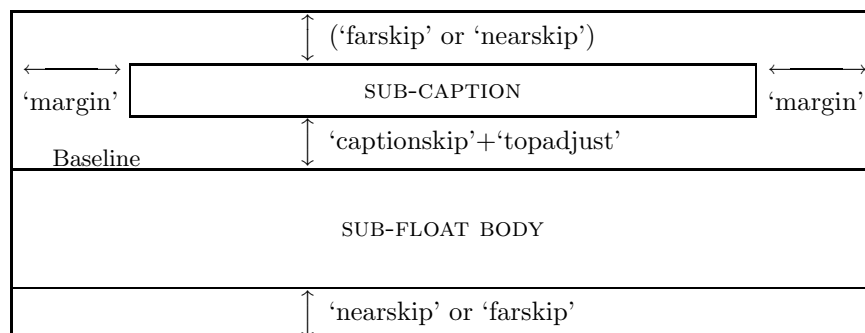 (‘farskip’ or ‘nearskip’)
SUB-CAPTION
‘margin’ ‘margin’
‘captionskip’+‘topadjust’
Baseline
SUB-FLOAT BODY
‘nearskip’ or ‘farskip’